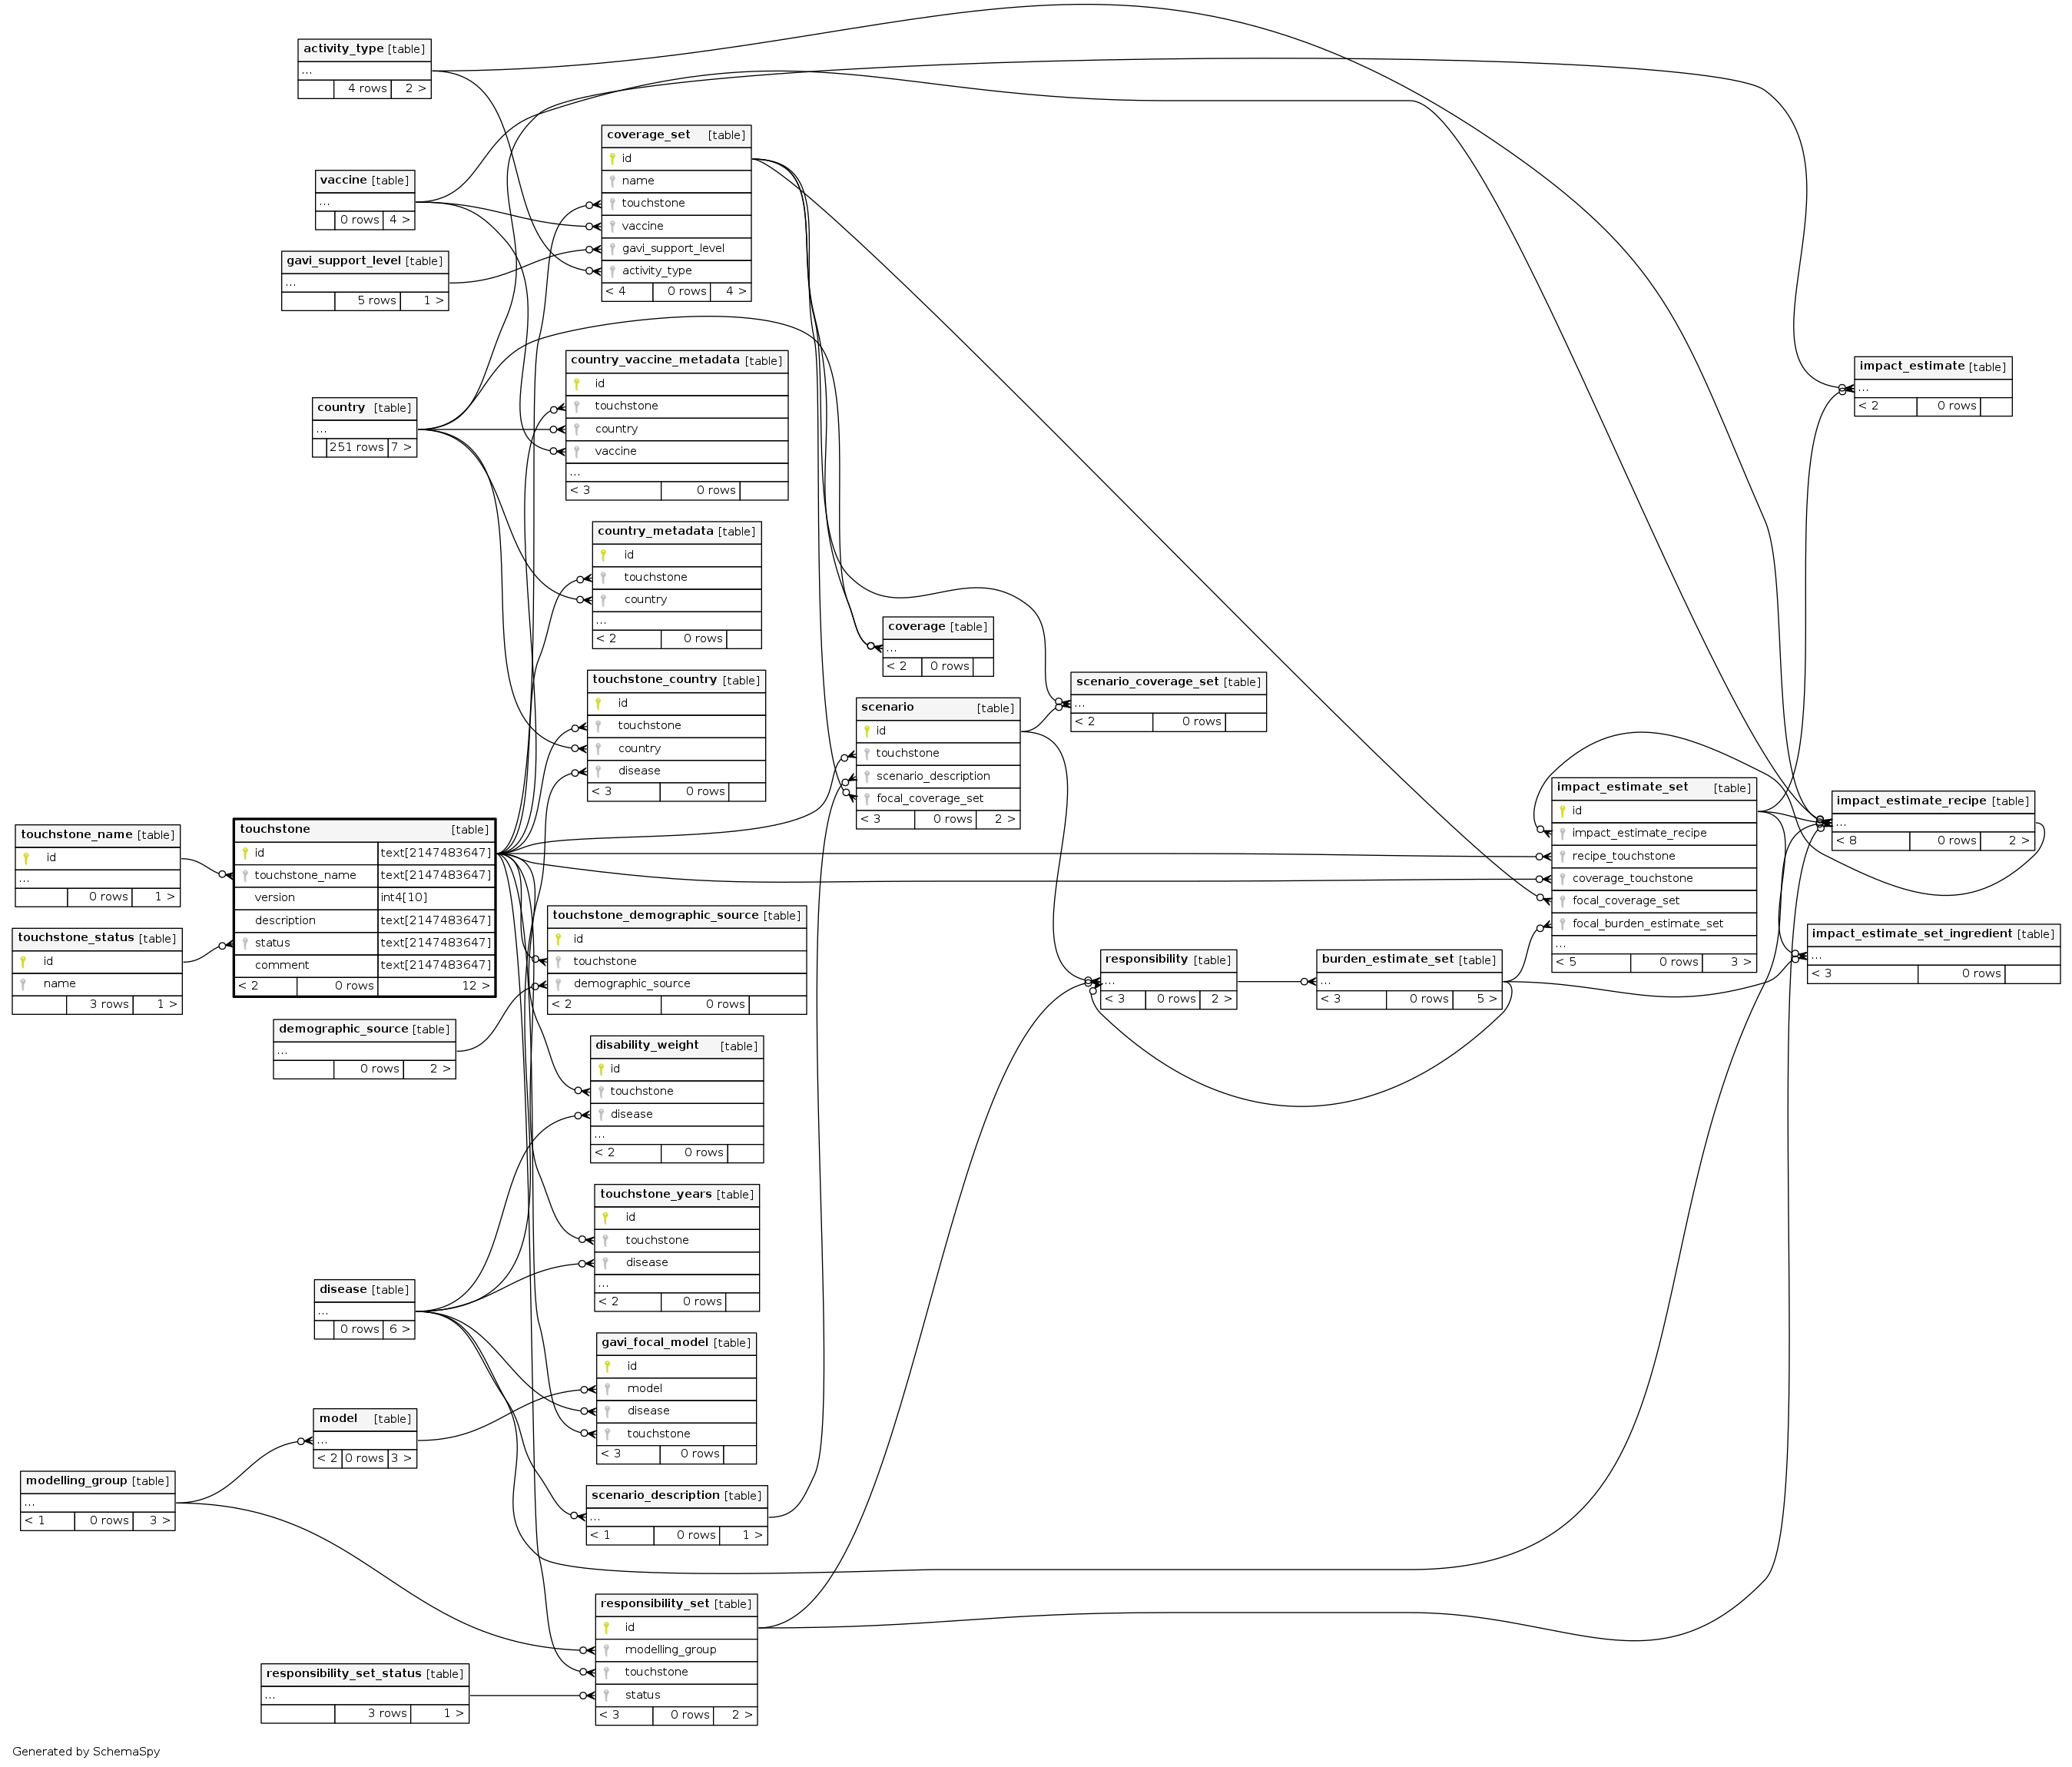 activity_type [table]
...
4 rows 2 >
vaccine [table]
...
0 rows 4 >
gavi_support_level [table]
...
5 rows 1 >
country [table]
...
251 rows 7 >
coverage_set [table]
id
name
touchstone
vaccine
gavi_support_level
activity_type
< 4 0 rows 4 >
country_vaccine_metadata [table]
id
touchstone
country
vaccine
...
< 3 0 rows
country_metadata [table]
id
touchstone
country
...
< 2 0 rows
touchstone_country [table]
id
touchstone
country
disease
< 3 0 rows
coverage [table]
...
< 2 0 rows
scenario [table]
id
touchstone
scenario_description
focal_coverage_set
< 3 0 rows 2 >
scenario_coverage_set [table]
...
< 2 0 rows
impact_estimate [table]
...
< 2 0 rows
impact_estimate_set [table]
id
impact_estimate_recipe
recipe_touchstone
coverage_touchstone
focal_coverage_set
focal_burden_estimate_set
...
< 5 0 rows 3 >
impact_estimate_recipe [table]
...
< 8 0 rows 2 >
impact_estimate_set_ingredient [table]
...
< 3 0 rows
touchstone_name [table]
id
...
0 rows 1 >
touchstone_status [table]
id
name
3 rows 1 >
touchstone [table]
id text[2147483647]
touchstone_name text[2147483647]
version int4[10]
description text[2147483647]
status text[2147483647]
comment text[2147483647]
< 2 0 rows 12 >
touchstone_demographic_source [table]
id
touchstone
demographic_source
< 2 0 rows
demographic_source [table]
...
0 rows 2 >
responsibility [table]
...
< 3 0 rows 2 >
burden_estimate_set [table]
...
< 3 0 rows 5 >
disability_weight [table]
id
touchstone
disease
...
< 2 0 rows
touchstone_years [table]
id
touchstone
disease
...
< 2 0 rows
disease [table]
...
0 rows 6 >
gavi_focal_model [table]
id
model
disease
touchstone
< 3 0 rows
model [table]
...
< 2 0 rows 3 >
modelling_group [table]
...
< 1 0 rows 3 >
scenario_description [table]
...
< 1 0 rows 1 >
responsibility_set [table]
id
modelling_group
touchstone
status
< 3 0 rows 2 >
responsibility_set_status [table]
...
3 rows 1 >
Generated by SchemaSpy